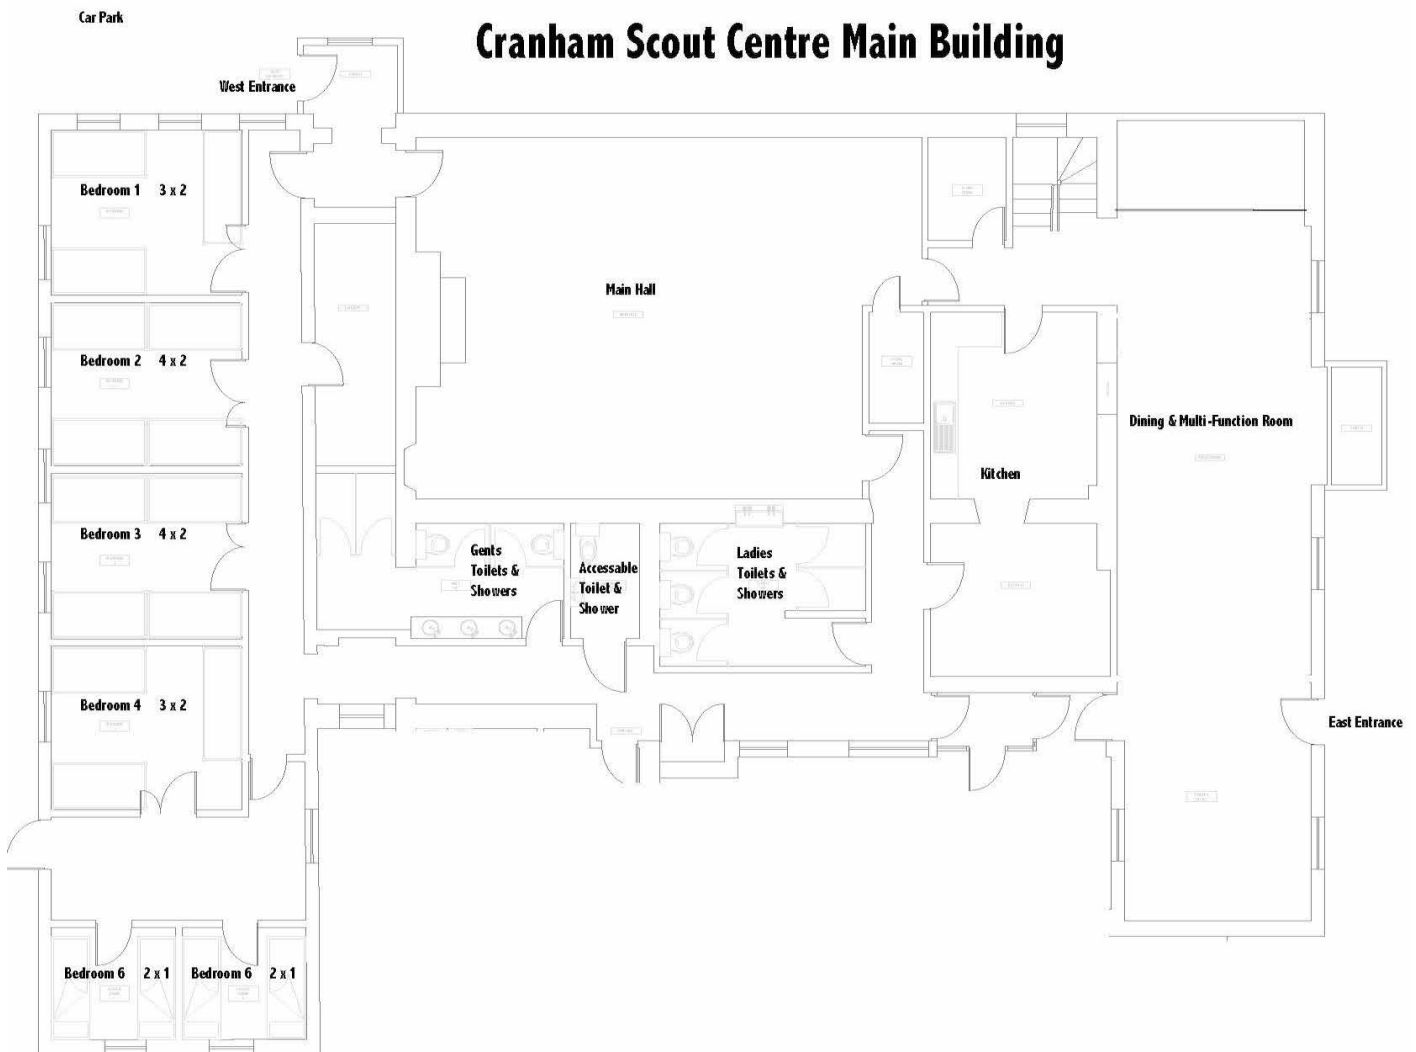 Car Park
Cranham Scout Centre Main Building
West Entrance
Bedroom 1 3 x 2
Main Hall
Bedroom 2 4 x 2
Dining & Multi-Function Room
Kitchen
Bedroom 3 4 x 2
Gents
Toilets &
Showers
Accessable
Toilet &
Shower
Ladies
Toilets &
Showers
Bedroom 4 3 x 2
East Entrance
Bedroom 6 2 x 1
Bedroom 6 2 x 1